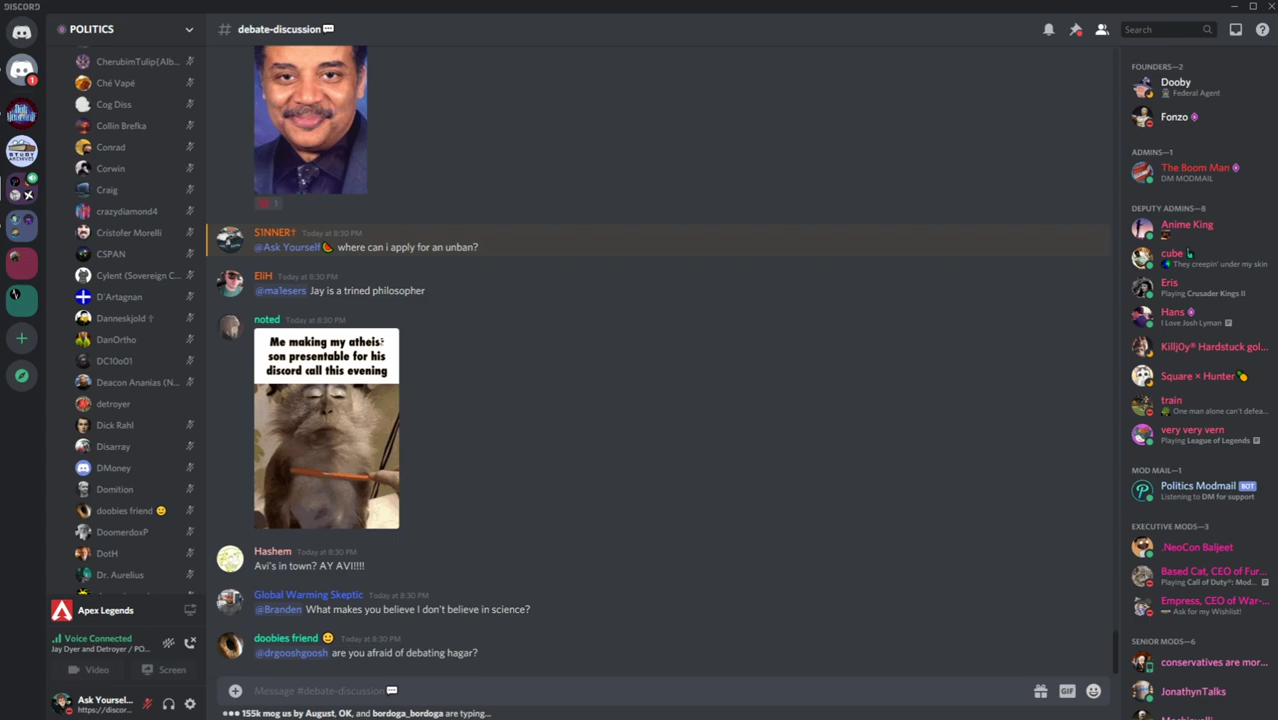 DISCORD
POLITICS
CherubimTulip{Alb...
Ché Vapé
Cog Diss
Collin Brefka
Conrad
Corwin
Craig
crazydiamond4
Cristofer Morelli
CSPAN
Cylent (Sovereign C...
D'Artagnan
Danneskjold †
DanOrtho
DC10o01
Deacon Ananias (N...
detroyer
Dick Rahl
Disarray
DMoney
Domition
doobies friend 🙂
DoomerdoxP
DotH
Dr. Aurelius
Apex Legends
Voice Connected
Jay Dyer and Detroyer / PO...
Video
Screen
Ask Yoursel...
https://discor...
1
# debate-discussion💬
Search
1
S1NNER† Today at 8:30 PM
@Ask Yourself 🍉 where can i apply for an unban?
EliH Today at 8:30 PM
@ma1esers Jay is a trined philosopher
noted Today at 8:30 PM
Me making my atheist
son presentable for his
discord call this evening
Hashem Today at 8:30 PM
Avi's in town? AY AVI!!!!
Global Warming Skeptic Today at 8:30 PM
@Branden What makes you believe I don't believe in science?
doobies friend 🙂 Today at 8:30 PM
@drgooshgoosh are you afraid of debating hagar?
Message #debate-discussion💬
GIF
155k mog us by August, OK, and bordoga_bordoga are typing...
FOUNDERS—2
Dooby
Federal Agent
Fonzo
ADMINS—1
The Boom Man
DM MODMAIL
DEPUTY ADMINS—8
Anime King
cube
They creepin' under my skin
Eris
Playing Crusader Kings II
Hans
I Love Josh Lyman
Killj0y® Hardstuck gol...
Square × Hunter 🍍
train
One man alone can't defea...
very very vern
Playing League of Legends
MOD MAIL—1
Politics Modmail BOT
Listening to DM for support
EXECUTIVE MODS—3
.NeoCon Baljeet
Based Cat, CEO of Fur...
Playing Call of Duty®: Mod...
Empress, CEO of War-...
Ask for my Wishlist!
SENIOR MODS—6
conservatives are mor...
JonathynTalks